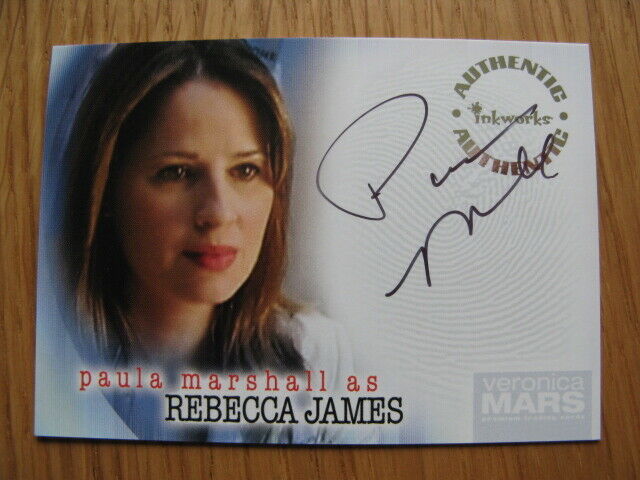 AUTHENTIC
inkworks
AUTHENTIC
paula marshall as
REBECCA JAMES
veronica
MARS
premium trading cards